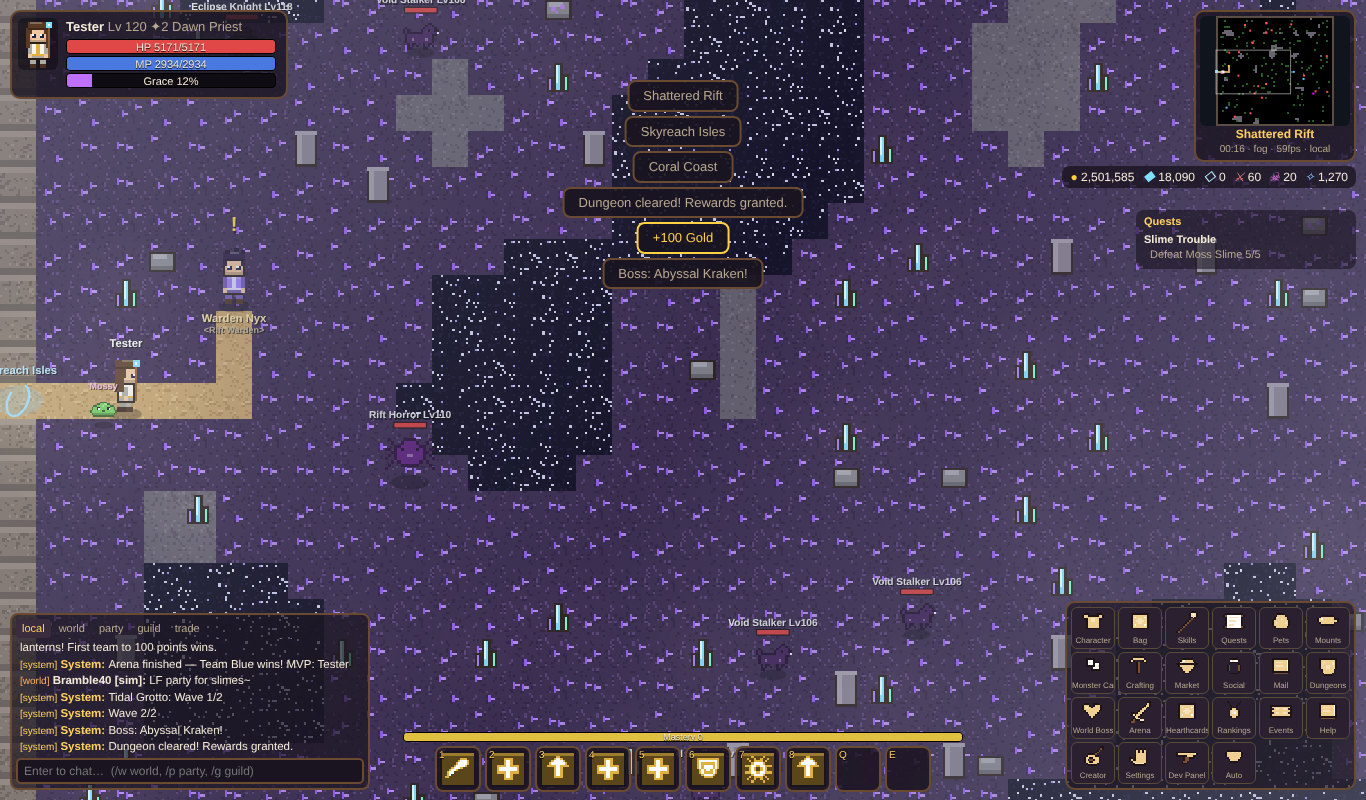 Eclipse Knight Lv118
Void Stalker Lv106
Tester Lv 120 ✦2 Dawn Priest
HP 5171/5171
MP 2934/2934
Grace 12%
Shattered Rift
Skyreach Isles
Coral Coast
Dungeon cleared! Rewards granted.
+100 Gold
Boss: Abyssal Kraken!
Shattered Rift
00:16 · fog · 59fps · local
2,501,585 18,090 0 60 20 1,270
Quests
Slime Trouble
Defeat Moss Slime 5/5
!
Warden Nyx
<Rift Warden>
Tester
reach Isles
Mossy
Rift Horror Lv110
Void Stalker Lv106
Void Stalker Lv106
local world party guild trade
lanterns! First team to 100 points wins.
[system] System: Arena finished — Team Blue wins! MVP: Tester
[world] Bramble40 [sim]: LF party for slimes~
[system] System: Tidal Grotto: Wave 1/2
[system] System: Wave 2/2
[system] System: Boss: Abyssal Kraken!
[system] System: Dungeon cleared! Rewards granted.
Enter to chat… (/w world, /p party, /g guild)
Mastery 0
1 2 3 4 5 6 7 8 Q E
Character Bag Skills Quests Pets Mounts
Monster Ca Crafting Market Social Mail Dungeons
World Boss Arena Hearthcards Rankings Events Help
Creator Settings Dev Panel Auto